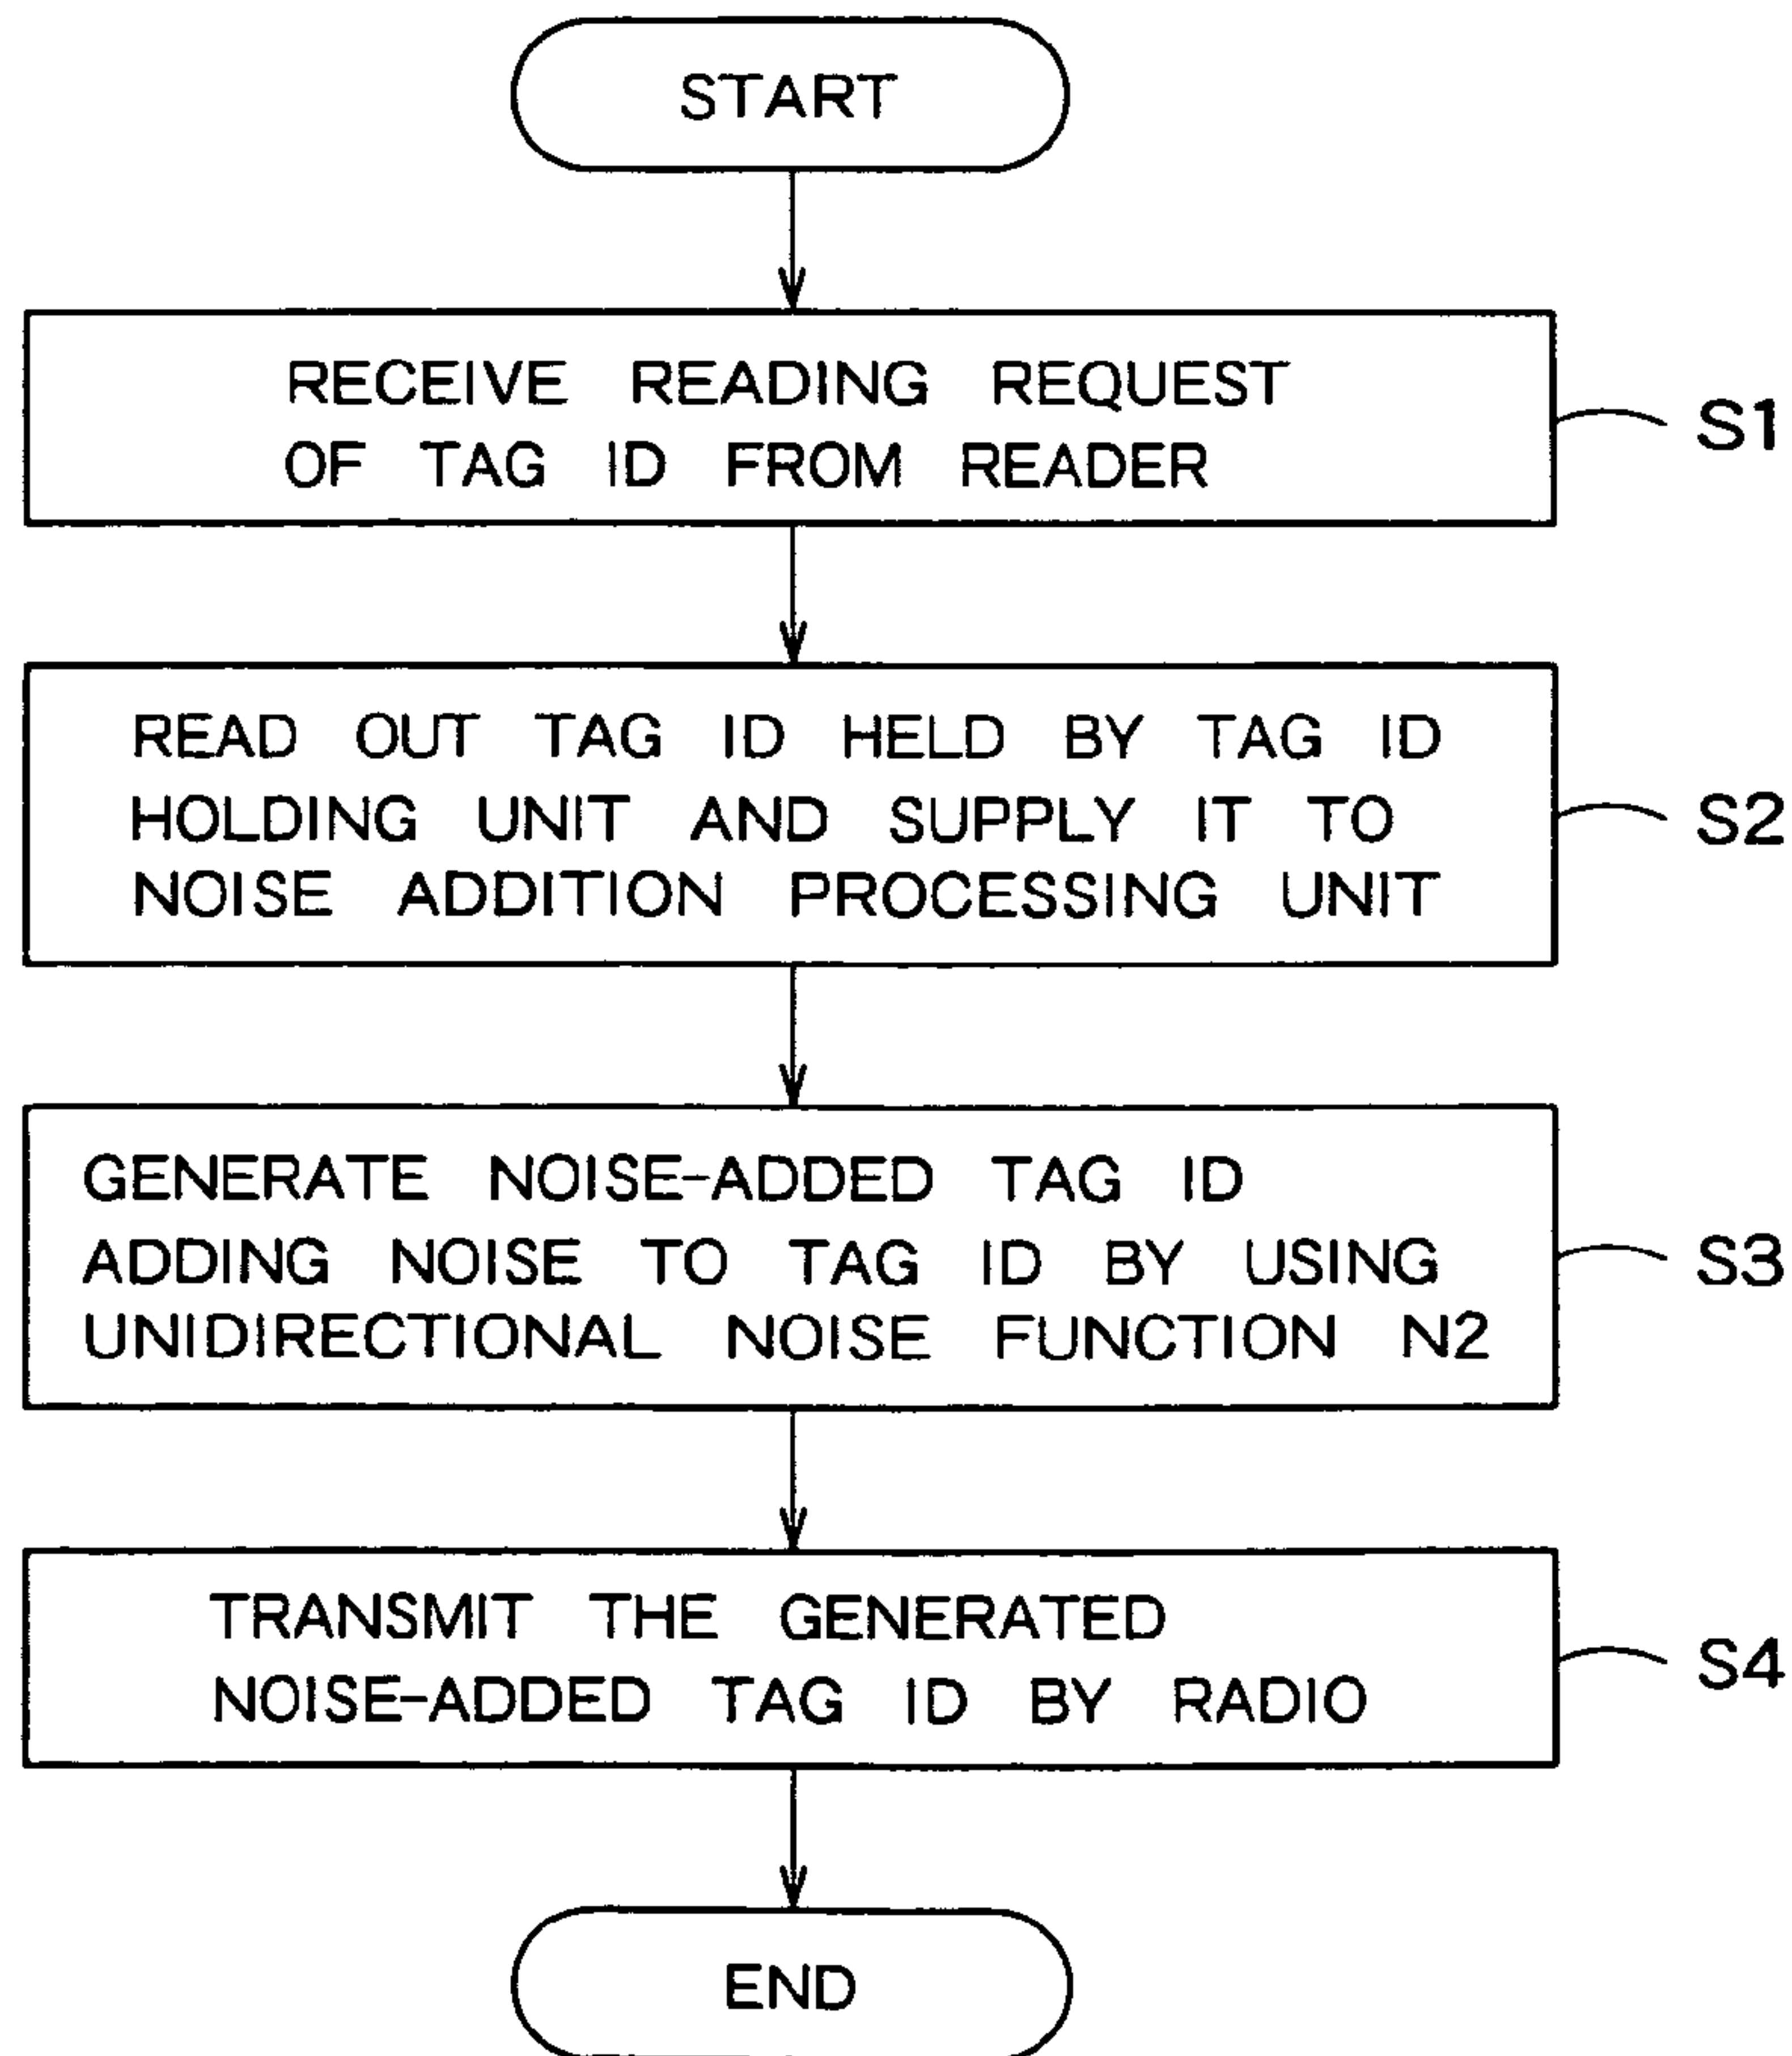 START
RECEIVE READING REQUEST
OF TAG ID FROM READER
S1
READ OUT TAG ID HELD BY TAG ID
HOLDING UNIT AND SUPPLY IT TO
NOISE ADDITION PROCESSING UNIT
S2
GENERATE NOISE-ADDED TAG ID
ADDING NOISE TO TAG ID BY USING
UNIDIRECTIONAL NOISE FUNCTION N2
S3
TRANSMIT THE GENERATED
NOISE-ADDED TAG ID BY RADIO
S4
END